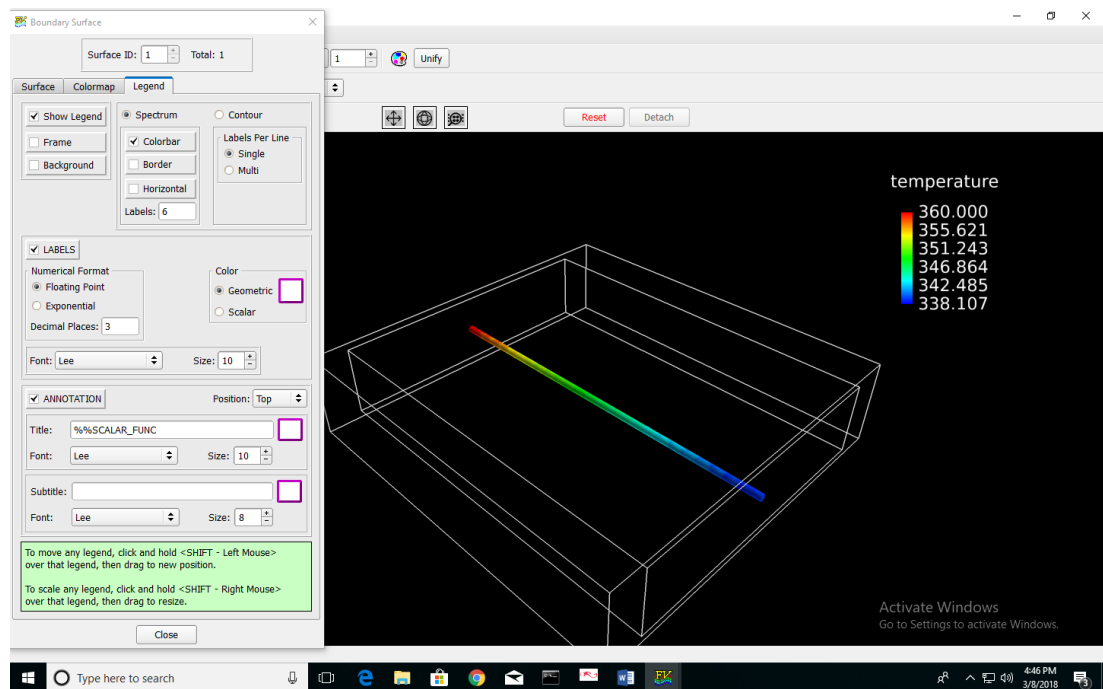 Boundary Surface
Surface ID: 1 Total: 1
1 Unify
Surface Colormap Legend
Show Legend
Frame
Background
Spectrum
Contour
Colorbar
Border
Horizontal
Labels: 6
Labels Per Line
Single
Multi
Reset Detach
LABELS
Numerical Format
Floating Point
Exponential
Decimal Places: 3
Color
Geometric
Scalar
Font: Lee Size: 10
ANNOTATION Position: Top
Title: %%SCALAR_FUNC
Font: Lee Size: 10
Subtitle:
Font: Lee Size: 8
To move any legend, click and hold <SHIFT - Left Mouse>
over that legend, then drag to new position.
To scale any legend, click and hold <SHIFT - Right Mouse>
over that legend, then drag to resize.
Close
temperature
360.000
355.621
351.243
346.864
342.485
338.107
Activate Windows
Go to Settings to activate Windows.
Type here to search
4:46 PM
3/8/2018